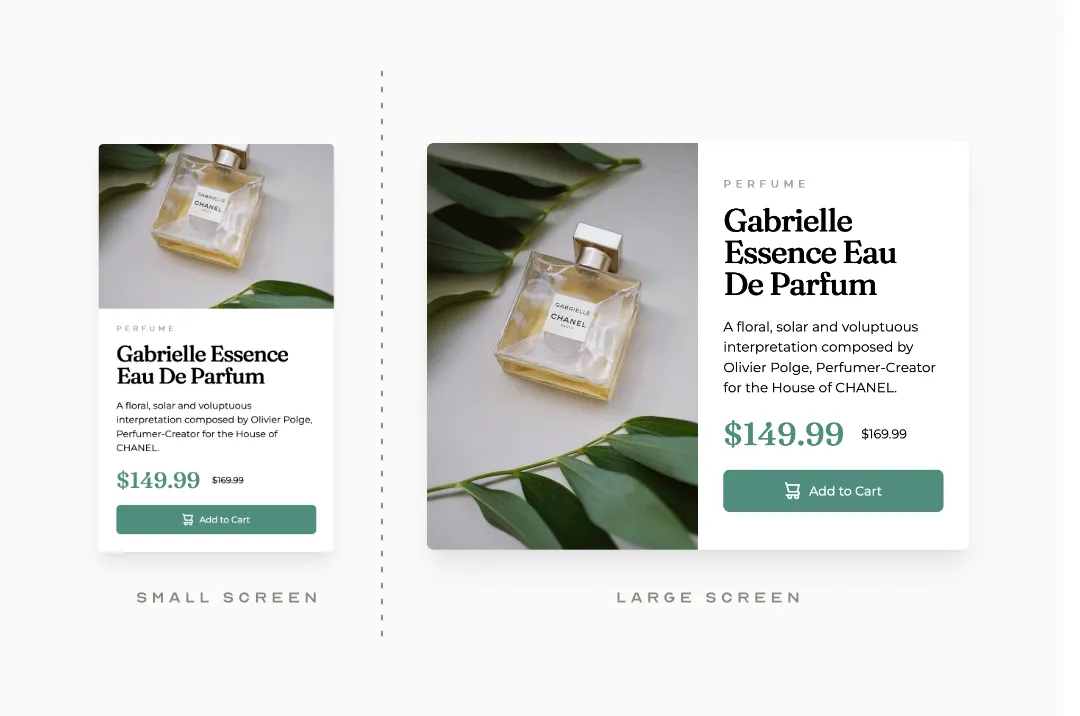 GABRIELLE
CHANEL
PARIS
PERFUME
Gabrielle Essence
Eau De Parfum
A floral, solar and voluptuous
interpretation composed by Olivier Polge,
Perfumer-Creator for the House of
CHANEL.
$149.99 $169.99
Add to Cart
SMALL SCREEN
GABRIELLE
CHANEL
PARIS
PERFUME
Gabrielle
Essence Eau
De Parfum
A floral, solar and voluptuous
interpretation composed by
Olivier Polge, Perfumer-Creator
for the House of CHANEL.
$149.99 $169.99
Add to Cart
LARGE SCREEN